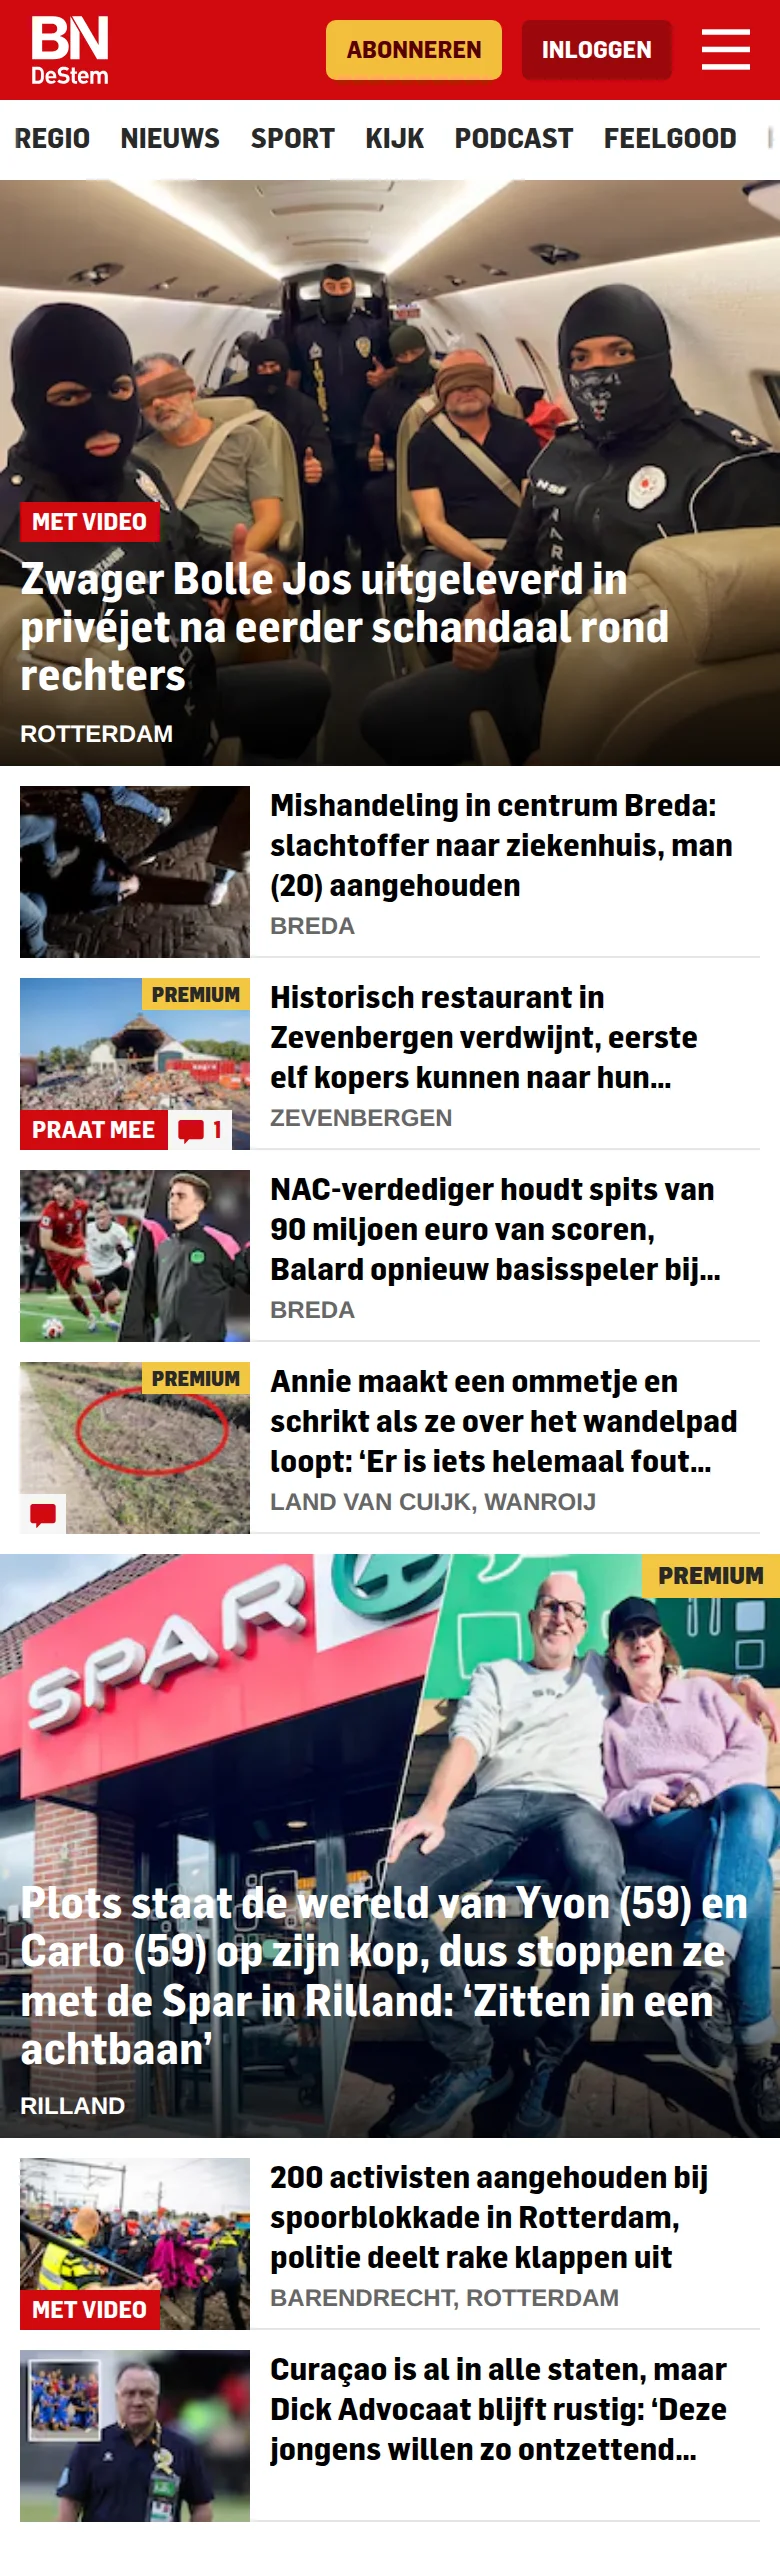 BN
DeStem
ABONNEREN
INLOGGEN
REGIO NIEUWS SPORT KIJK PODCAST FEELGOOD
MET VIDEO
Zwager Bolle Jos uitgeleverd in
privéjet na eerder schandaal rond
rechters
ROTTERDAM
Mishandeling in centrum Breda:
slachtoffer naar ziekenhuis, man
(20) aangehouden
BREDA
PREMIUM
PRAAT MEE 1
Historisch restaurant in
Zevenbergen verdwijnt, eerste
elf kopers kunnen naar hun...
ZEVENBERGEN
NAC-verdediger houdt spits van
90 miljoen euro van scoren,
Balard opnieuw basisspeler bij...
BREDA
PREMIUM
Annie maakt een ommetje en
schrikt als ze over het wandelpad
loopt: ‘Er is iets helemaal fout...
LAND VAN CUIJK, WANROIJ
PREMIUM
SPAR
Plots staat de wereld van Yvon (59) en
Carlo (59) op zijn kop, dus stoppen ze
met de Spar in Rilland: ‘Zitten in een
achtbaan’
RILLAND
MET VIDEO
200 activisten aangehouden bij
spoorblokkade in Rotterdam,
politie deelt rake klappen uit
BARENDRECHT, ROTTERDAM
Curaçao is al in alle staten, maar
Dick Advocaat blijft rustig: ‘Deze
jongens willen zo ontzettend...